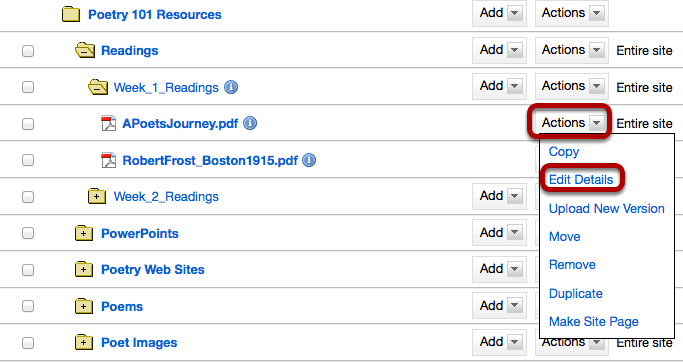 Poetry 101 Resources Add Actions
Readings Add Actions Entire site
Week_1_Readings Add Actions Entire site
APoetsJourney.pdf Actions Entire site
Copy
RobertFrost_Boston1915.pdf
Edit Details
Week_2_Readings Add
Upload New Version
PowerPoints Add
Move
Poetry Web Sites Add
Remove
Poems Add
Duplicate
Make Site Page
Poet Images Add Actions Entire site